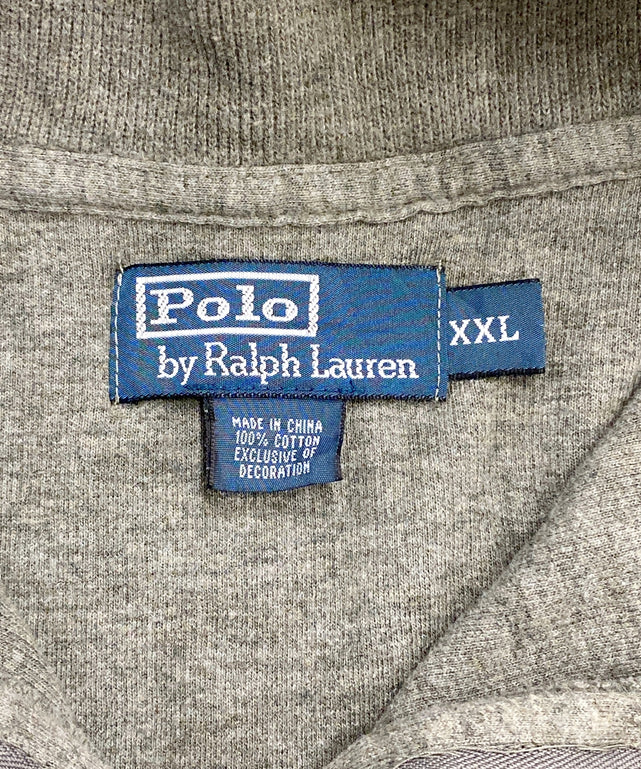 Polo
by Ralph Lauren
XXL
MADE IN CHINA
100% COTTON
EXCLUSIVE OF
DECORATION